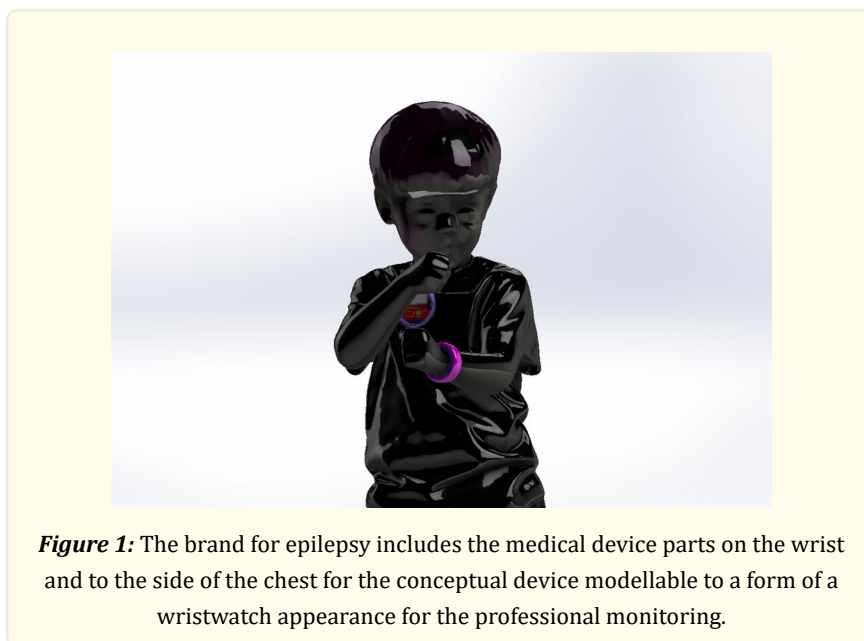 Figure 1: The brand for epilepsy includes the medical device parts on the wrist
and to the side of the chest for the conceptual device modellable to a form of a
wristwatch appearance for the professional monitoring.